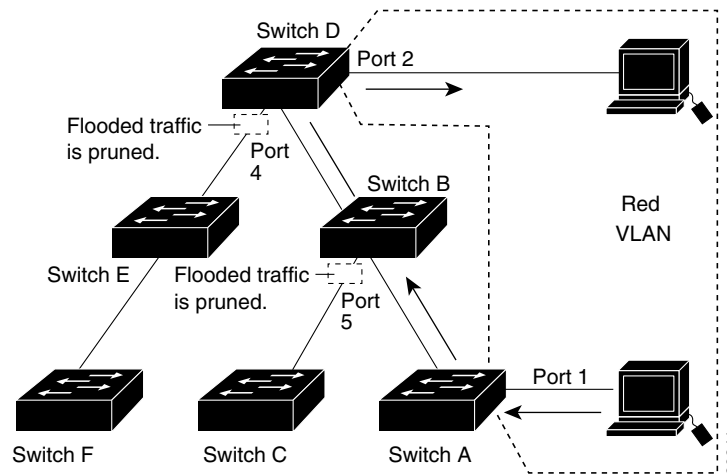 Switch D
Port 2
Flooded traffic
is pruned.
Port
4
Switch B
Red
VLAN
Switch E
Flooded traffic
is pruned.
Port
5
Port 1
Switch F
Switch C
Switch A